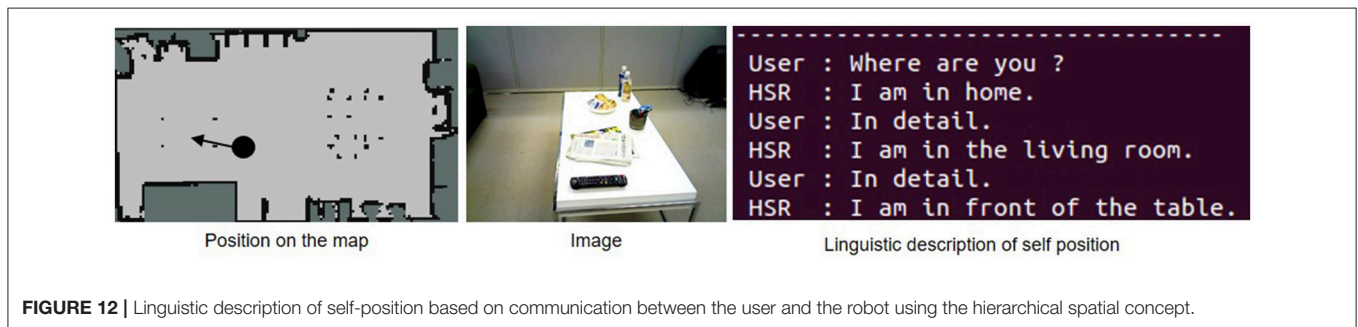 User : Where are you ?
HSR : I am in home.
User : In detail.
HSR : I am in the living room.
User : In detail.
HSR : I am in front of the table.
Position on the map
Image
Linguistic description of self position
FIGURE 12 | Linguistic description of self-position based on communication between the user and the robot using the hierarchical spatial concept.